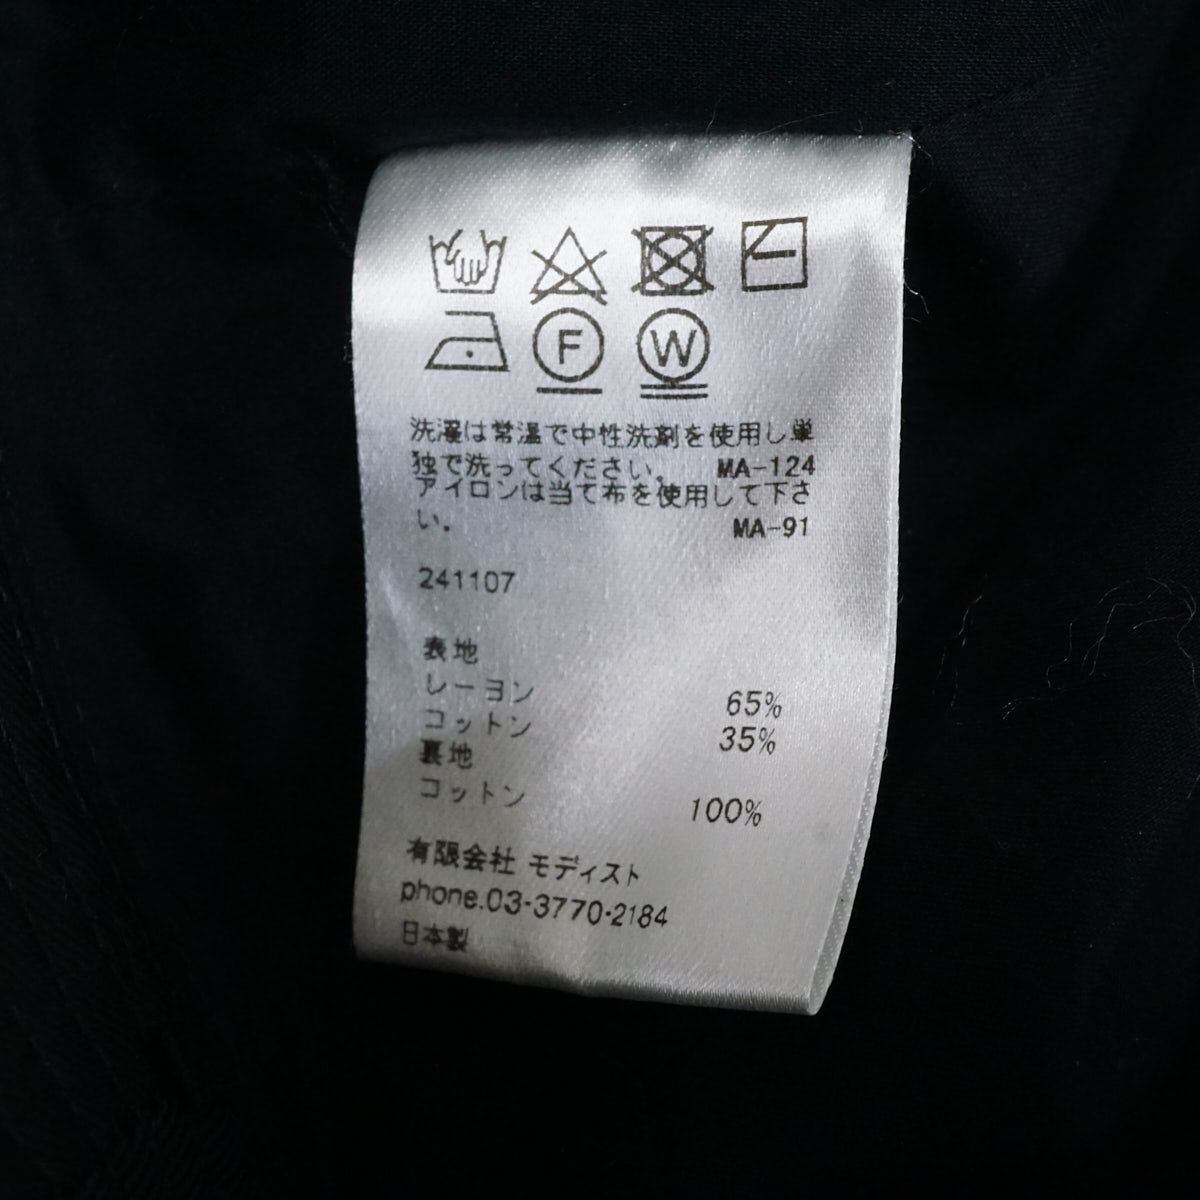 F W
洗濯は常温で中性洗剤を使用し単
独で洗ってください。 MA-124
アイロンは当て布を使用して下さ
い。 MA-91
241107
表地
レーヨン 65%
コットン 35%
裏地
コットン 100%
有限会社 モディスト
phone.03-3770-2184
日本製